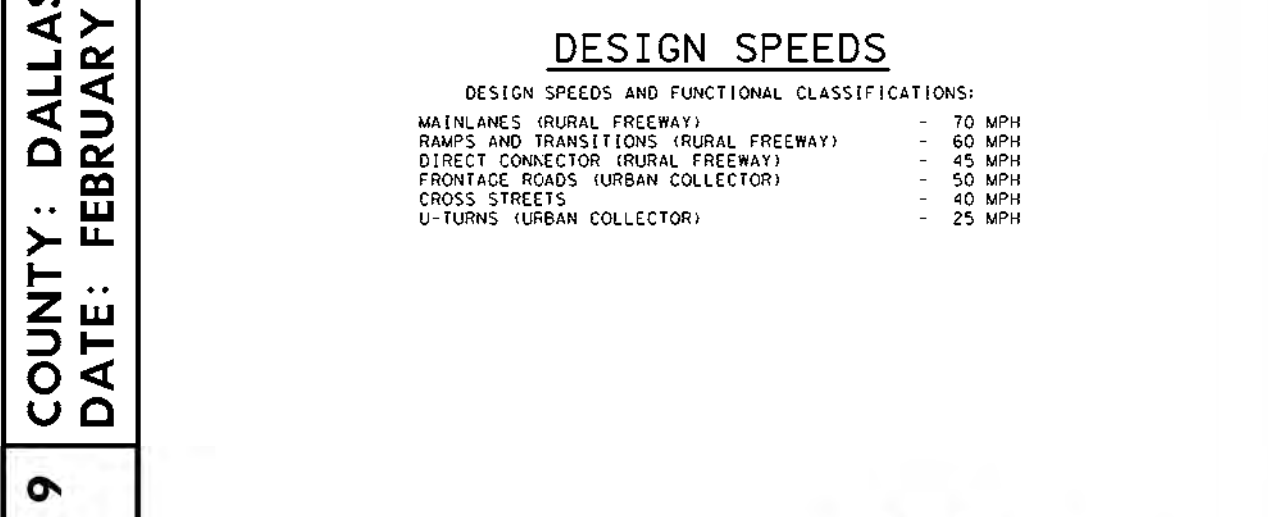 COUNTY: DALLAS
DATE: FEBRUARY
9
DESIGN SPEEDS
DESIGN SPEEDS AND FUNCTIONAL CLASSIFICATIONS:
MAINLANES (RURAL FREEWAY) - 70 MPH
RAMPS AND TRANSITIONS (RURAL FREEWAY) - 60 MPH
DIRECT CONNECTOR (RURAL FREEWAY) - 45 MPH
FRONTAGE ROADS (URBAN COLLECTOR) - 50 MPH
CROSS STREETS - 40 MPH
U-TURNS (URBAN COLLECTOR) - 25 MPH